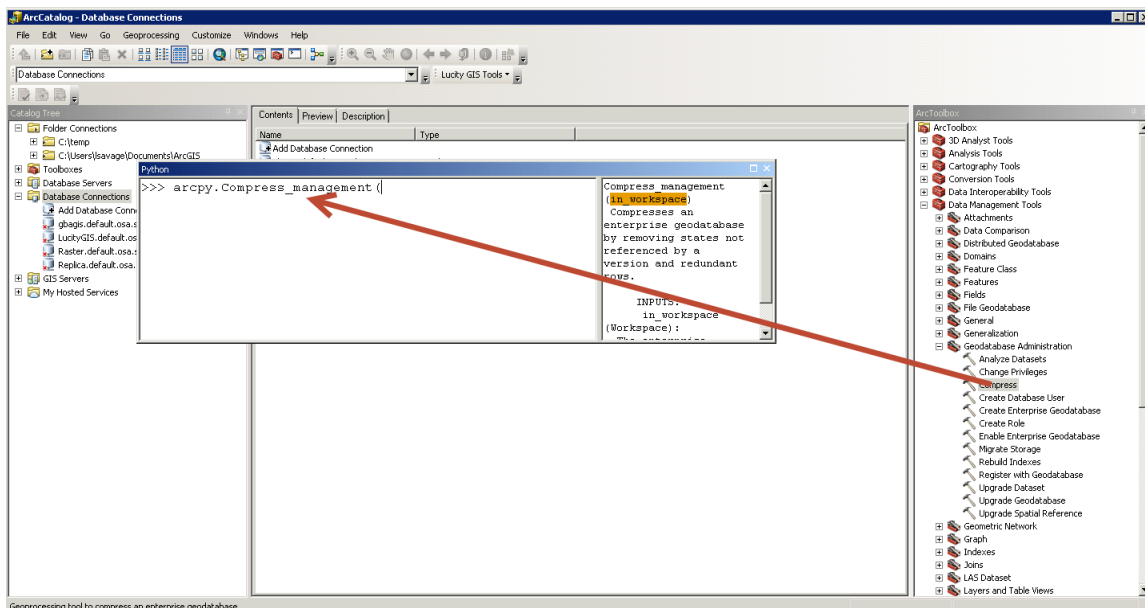 ArcCatalog - Database Connections
File Edit View Go Geoprocessing Customize Windows Help
Database Connections
Lucity GIS Tools
Catalog Tree
Folder Connections
C:\temp
C:\Users\lsavage\Documents\ArcGIS
Toolboxes
Database Servers
Database Connections
Add Database Conn
gbagis.default.osa.s
LucityGIS.default.os
Raster.default.osa.s
Replica.default.osa.
GIS Servers
My Hosted Services
Contents Preview Description
Name Type
Add Database Connection
Python
>>> arcpy.Compress_management(
Compress_management
(in_workspace)
Compresses an
enterprise geodatabase
by removing states not
referenced by a
version and redundant
rows.
INPUTS:
in_workspace
(Workspace):
The enterprise
ArcToolbox
ArcToolbox
3D Analyst Tools
Analysis Tools
Cartography Tools
Conversion Tools
Data Interoperability Tools
Data Management Tools
Attachments
Data Comparison
Distributed Geodatabase
Domains
Feature Class
Features
Fields
File Geodatabase
General
Generalization
Geodatabase Administration
Analyze Datasets
Change Privileges
Compress
Create Database User
Create Enterprise Geodatabase
Create Role
Enable Enterprise Geodatabase
Migrate Storage
Rebuild Indexes
Register with Geodatabase
Upgrade Dataset
Upgrade Geodatabase
Upgrade Spatial Reference
Geometric Network
Graph
Indexes
Joins
LAS Dataset
Layers and Table Views
Geoprocessing tool to compress an enterprise geodatabase